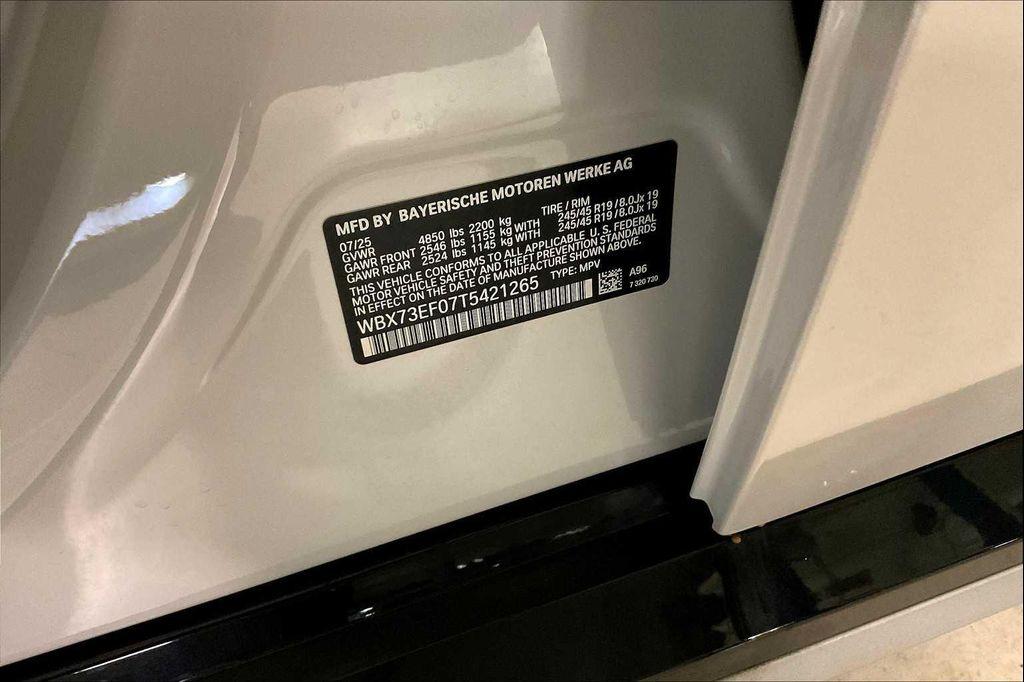 MFD BY BAYERISCHE MOTOREN WERKE AG
07/25
GVWR 4850 lbs 2200 kg TIRE / RIM
GAWR FRONT 2546 lbs 1155 kg WITH 245/45 R19 / 8.0Jx 19
GAWR REAR 2524 lbs 1145 kg WITH 245/45 R19 / 8.0Jx 19
THIS VEHICLE CONFORMS TO ALL APPLICABLE U. S. FEDERAL
MOTOR VEHICLE SAFETY AND THEFT PREVENTION STANDARDS
IN EFFECT ON THE DATE OF MANUFACTURE SHOWN ABOVE.
WBX73EF07T5421265 TYPE: MPV A96
7 320 730